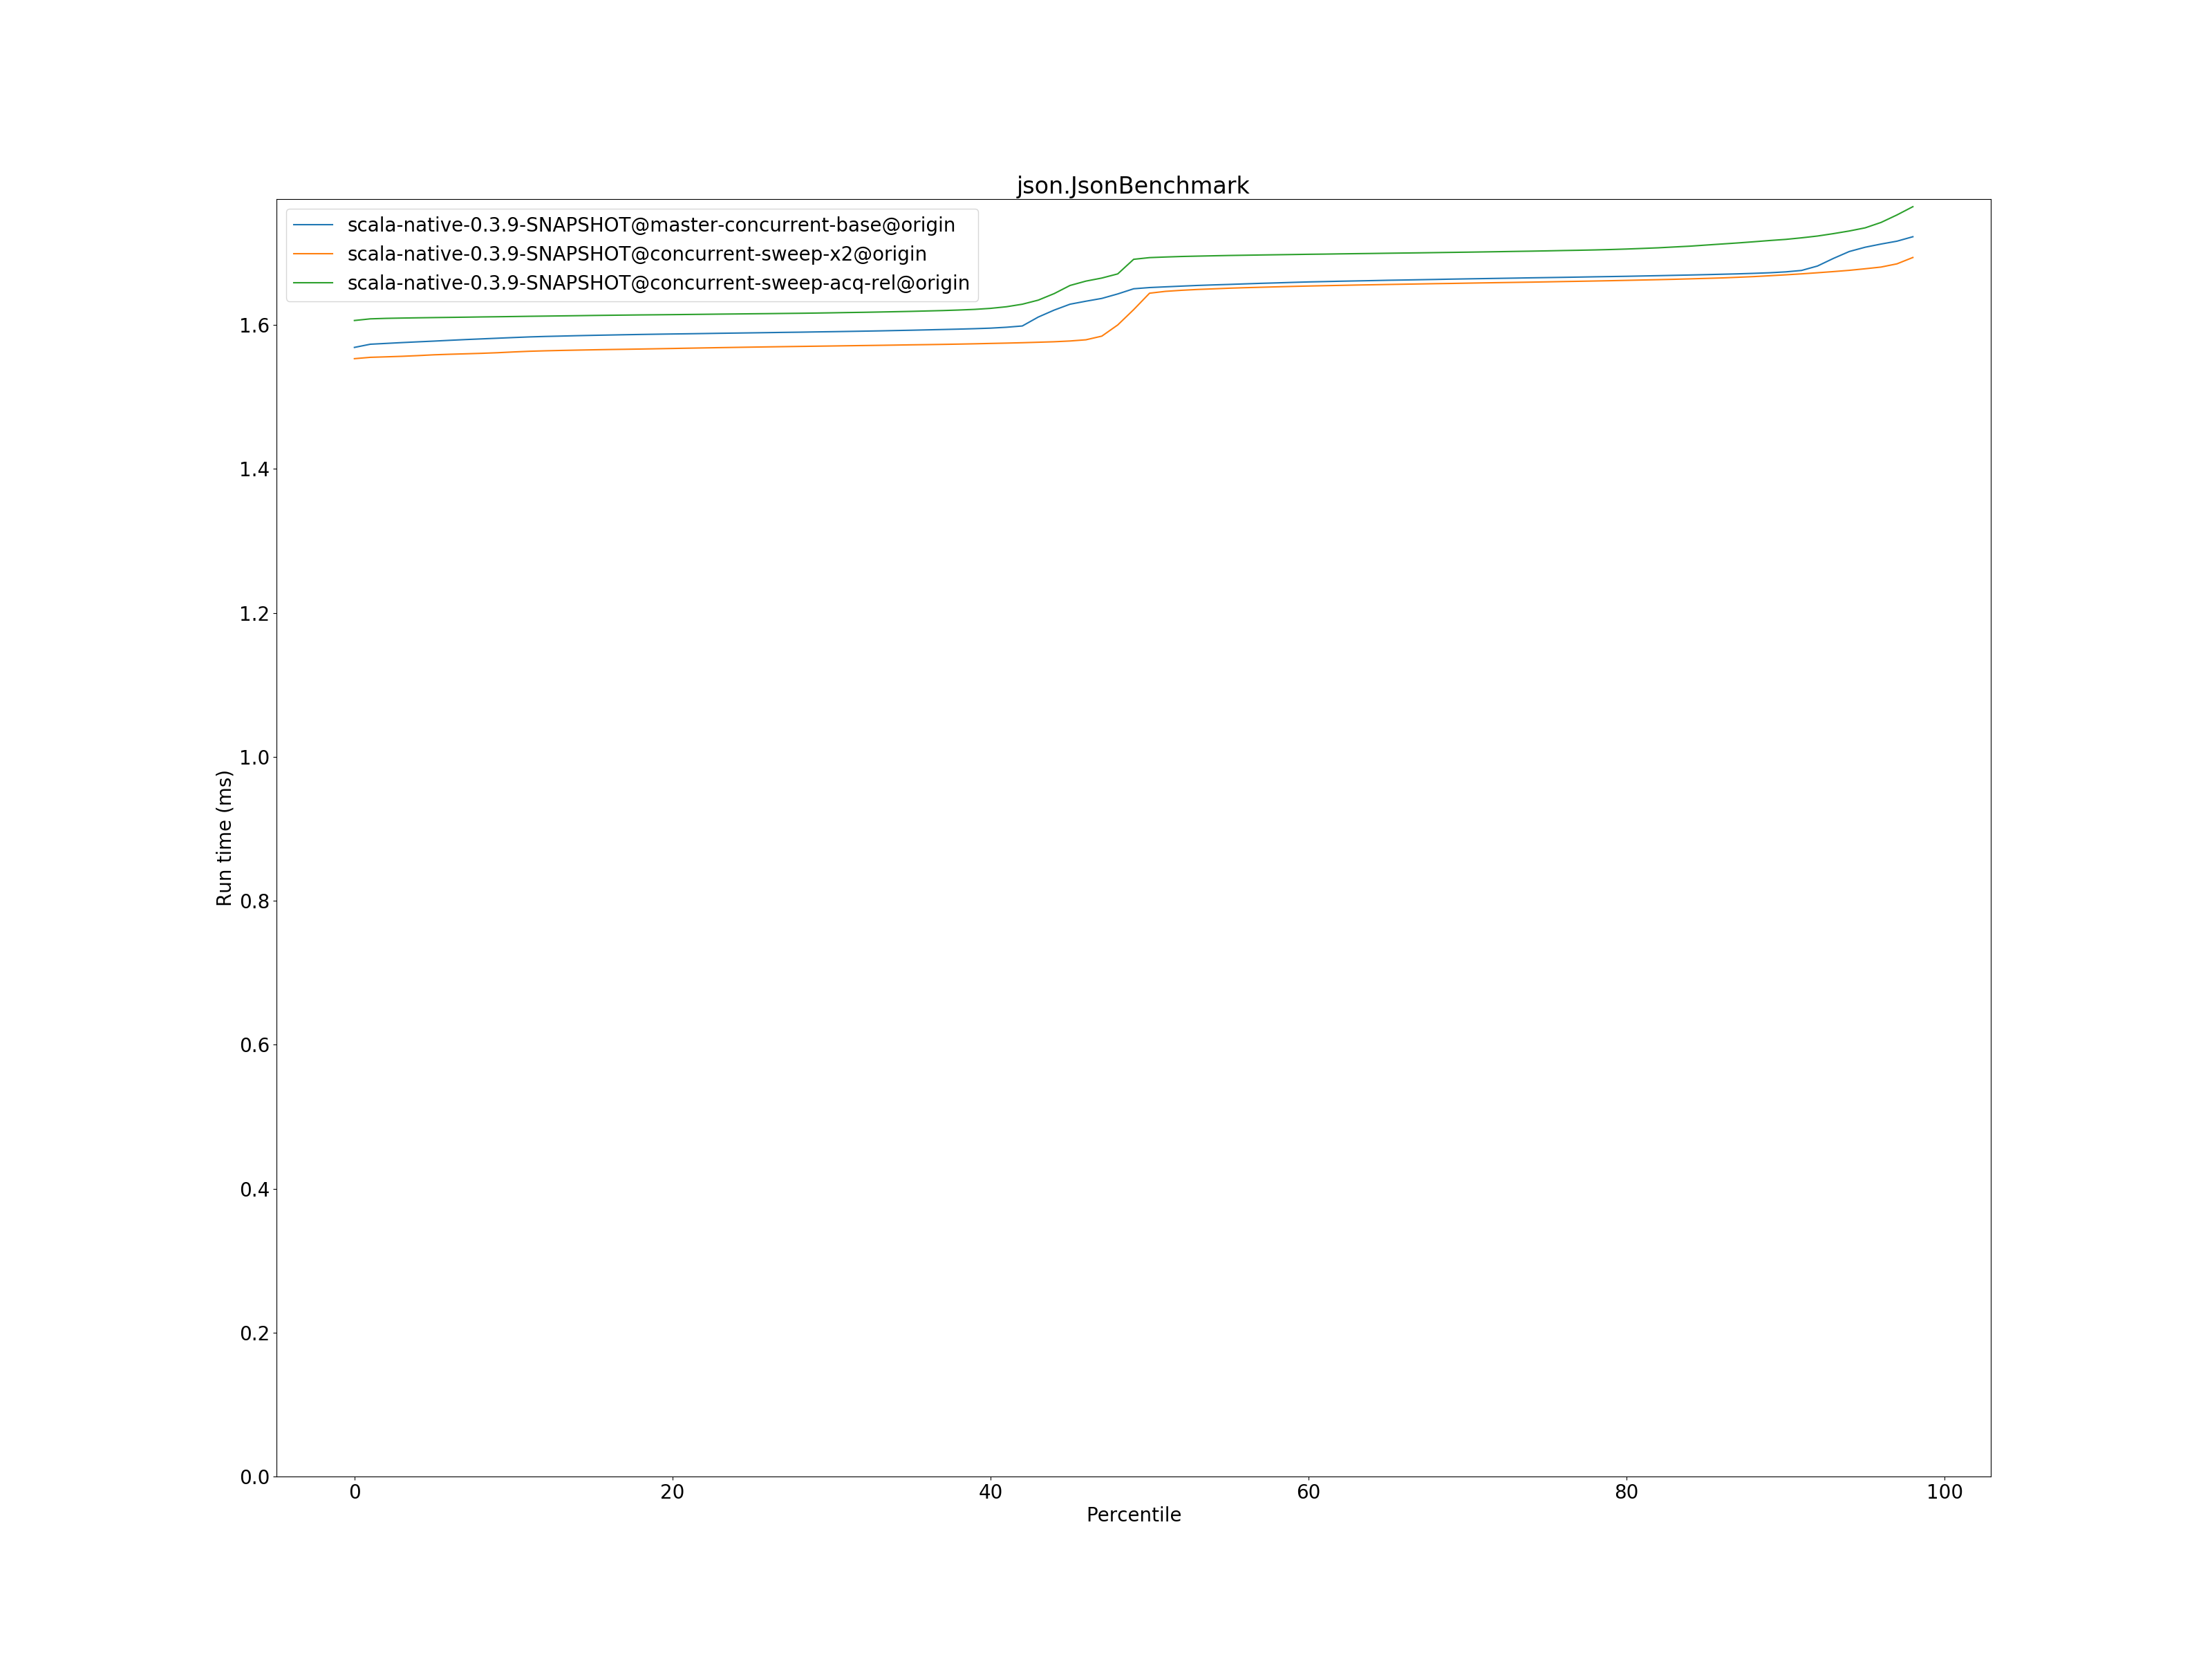 json.JsonBenchmark
scala-native-0.3.9-SNAPSHOT@master-concurrent-base@origin
scala-native-0.3.9-SNAPSHOT@concurrent-sweep-x2@origin
scala-native-0.3.9-SNAPSHOT@concurrent-sweep-acq-rel@origin
1.6
1.4
1.2
1.0
0.8
0.6
0.4
0.2
0.0
Run time (ms)
0 20 40 60 80 100
Percentile